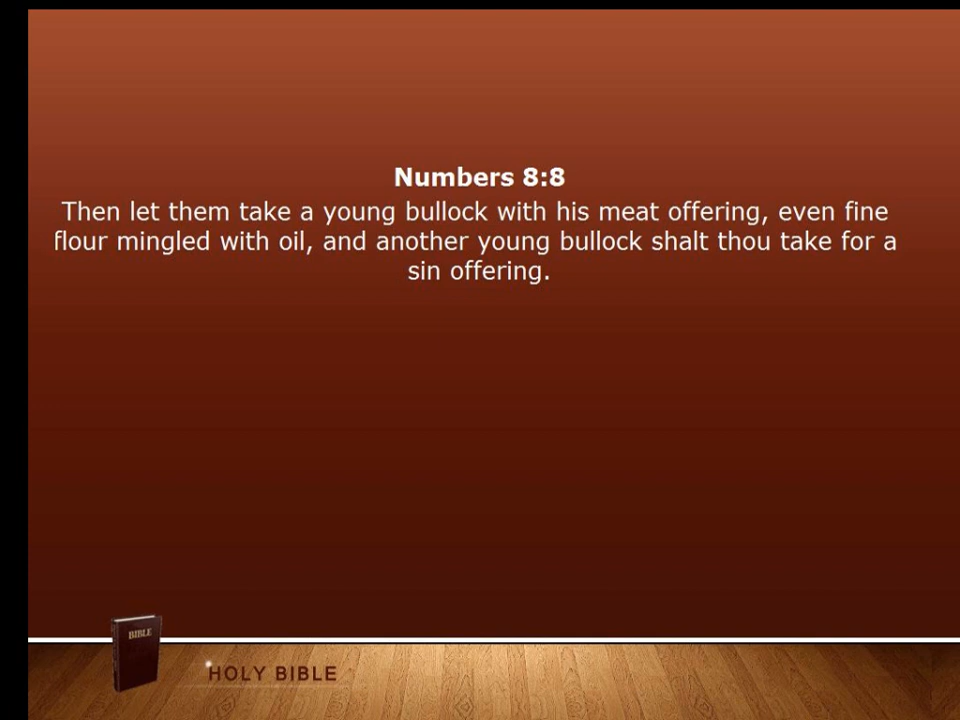 Numbers 8:8
Then let them take a young bullock with his meat offering, even fine
flour mingled with oil, and another young bullock shalt thou take for a
sin offering.
BIBLE
HOLY BIBLE